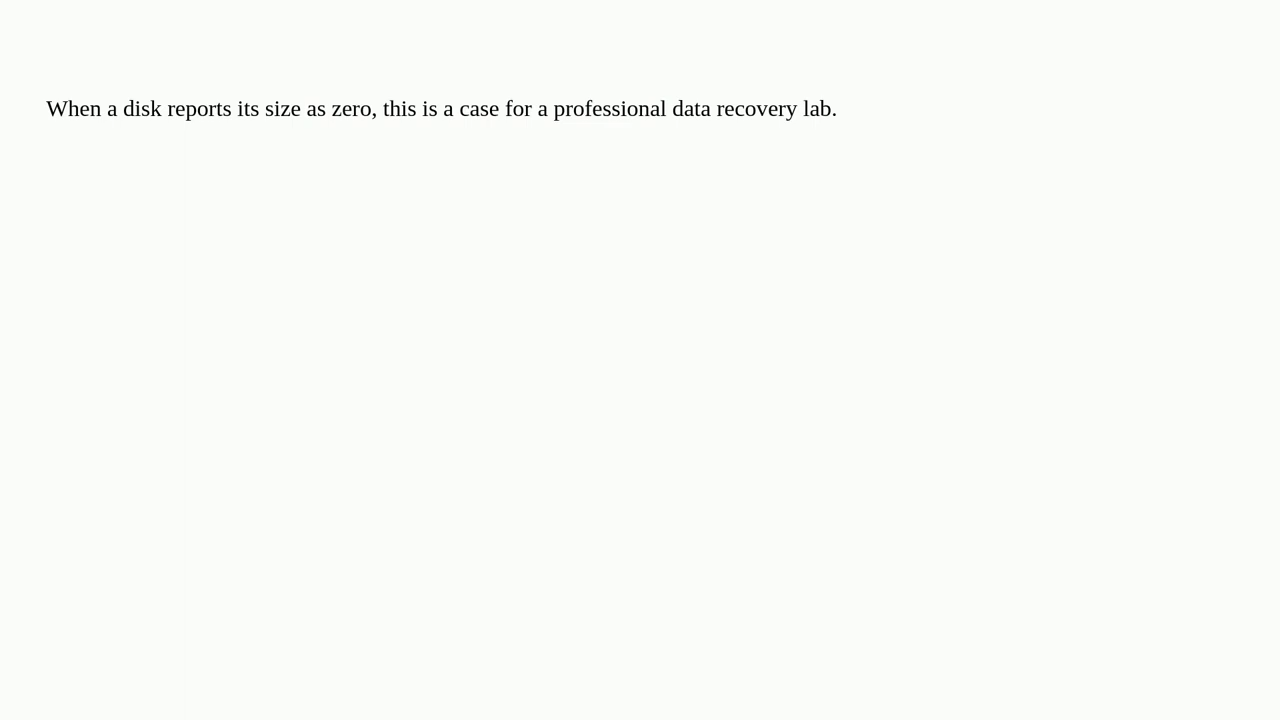 When a disk reports its size as zero, this is a case for a professional data recovery lab.